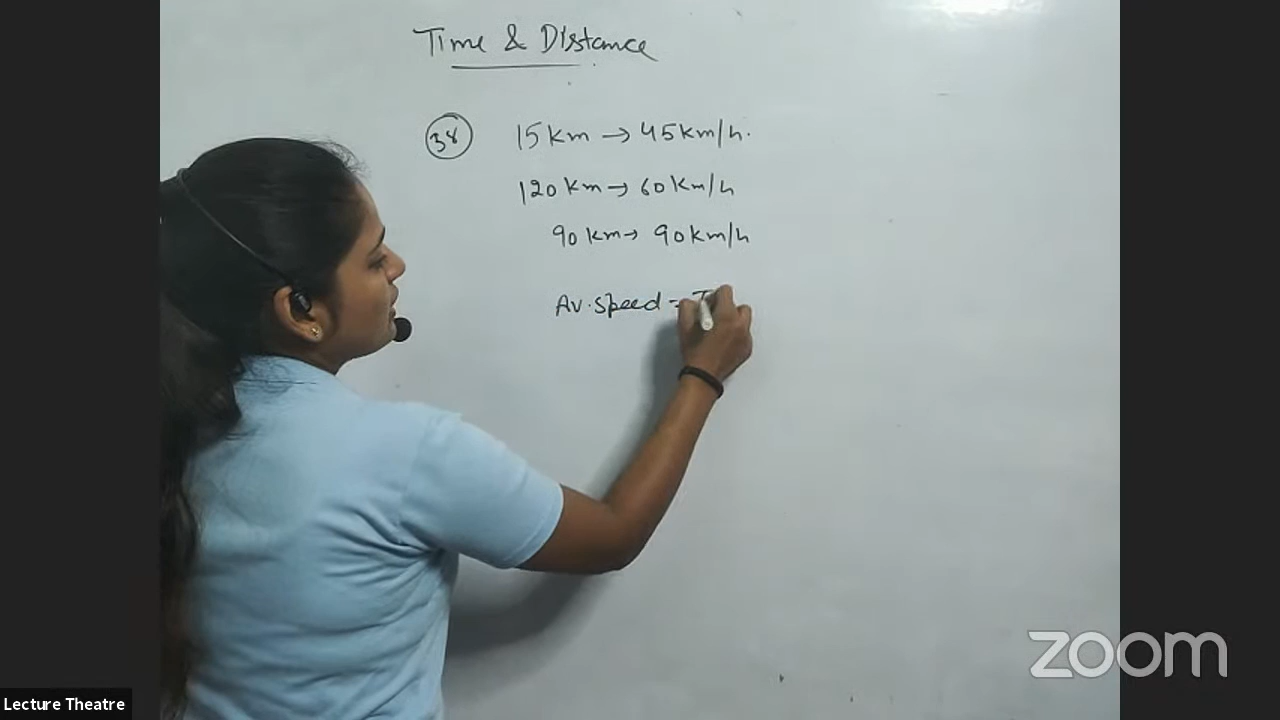 Time & Distance
38 15 km → 45 km/h.
120 km → 60 km/h
90 km → 90 km/h
Av. Speed = T
zoom
Lecture Theatre